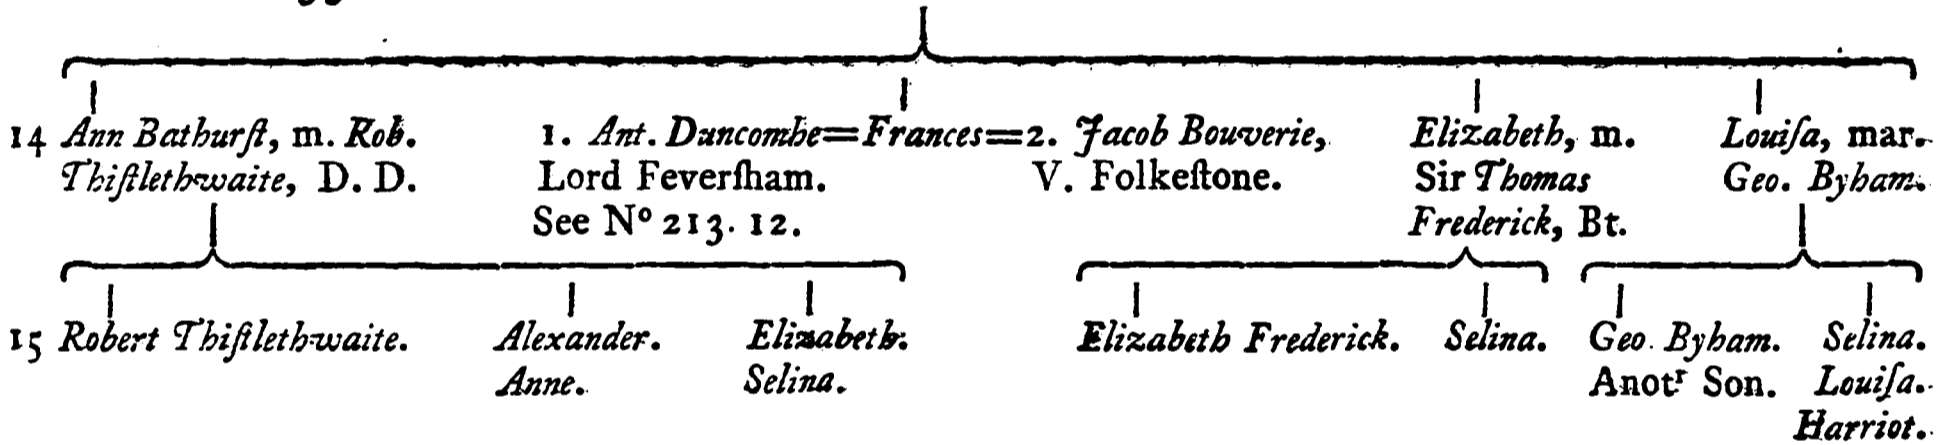 14 Ann Bathurſt, m. Rob. 1. Ant. Duncombe=Frances=2. Jacob Bouverie, Elizabeth, m. Louiſa, mar.
Thiſtlethwaite, D. D. Lord Feverſham. V. Folkeſtone. Sir Thomas Geo. Byham.
See No 213. 12. Frederick, Bt.
15 Robert Thiſtlethwaite. Alexander. Elizabeth. Elizabeth Frederick. Selina. Geo. Byham. Selina.
Anne. Selina. Anotr Son. Louiſa.
Harriot.